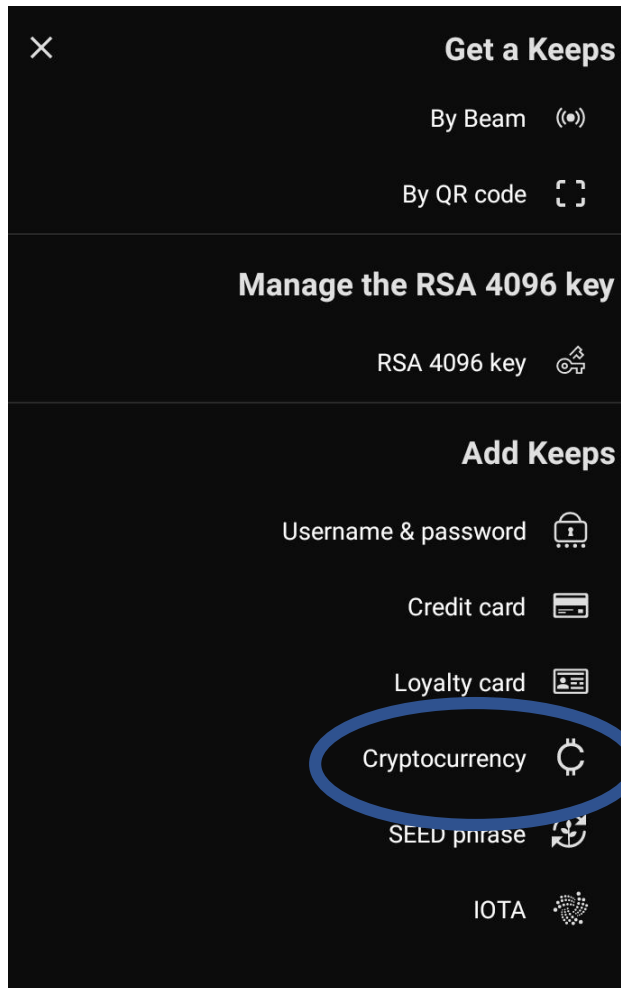 Get a Keeps
By Beam
By QR code
Manage the RSA 4096 key
RSA 4096 key
Add Keeps
Username & password
Credit card
Loyalty card
Cryptocurrency
SEED phrase
IOTA